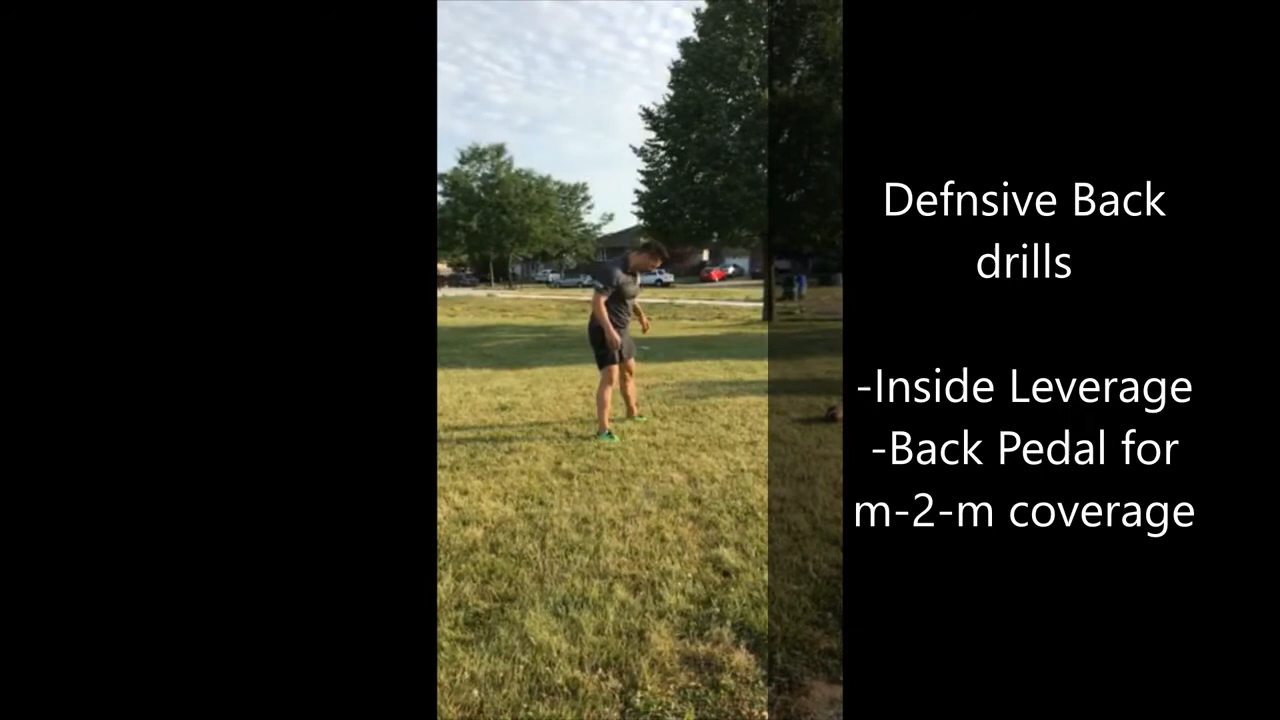 Defnsive Back
drills
-Inside Leverage
-Back Pedal for
m-2-m coverage